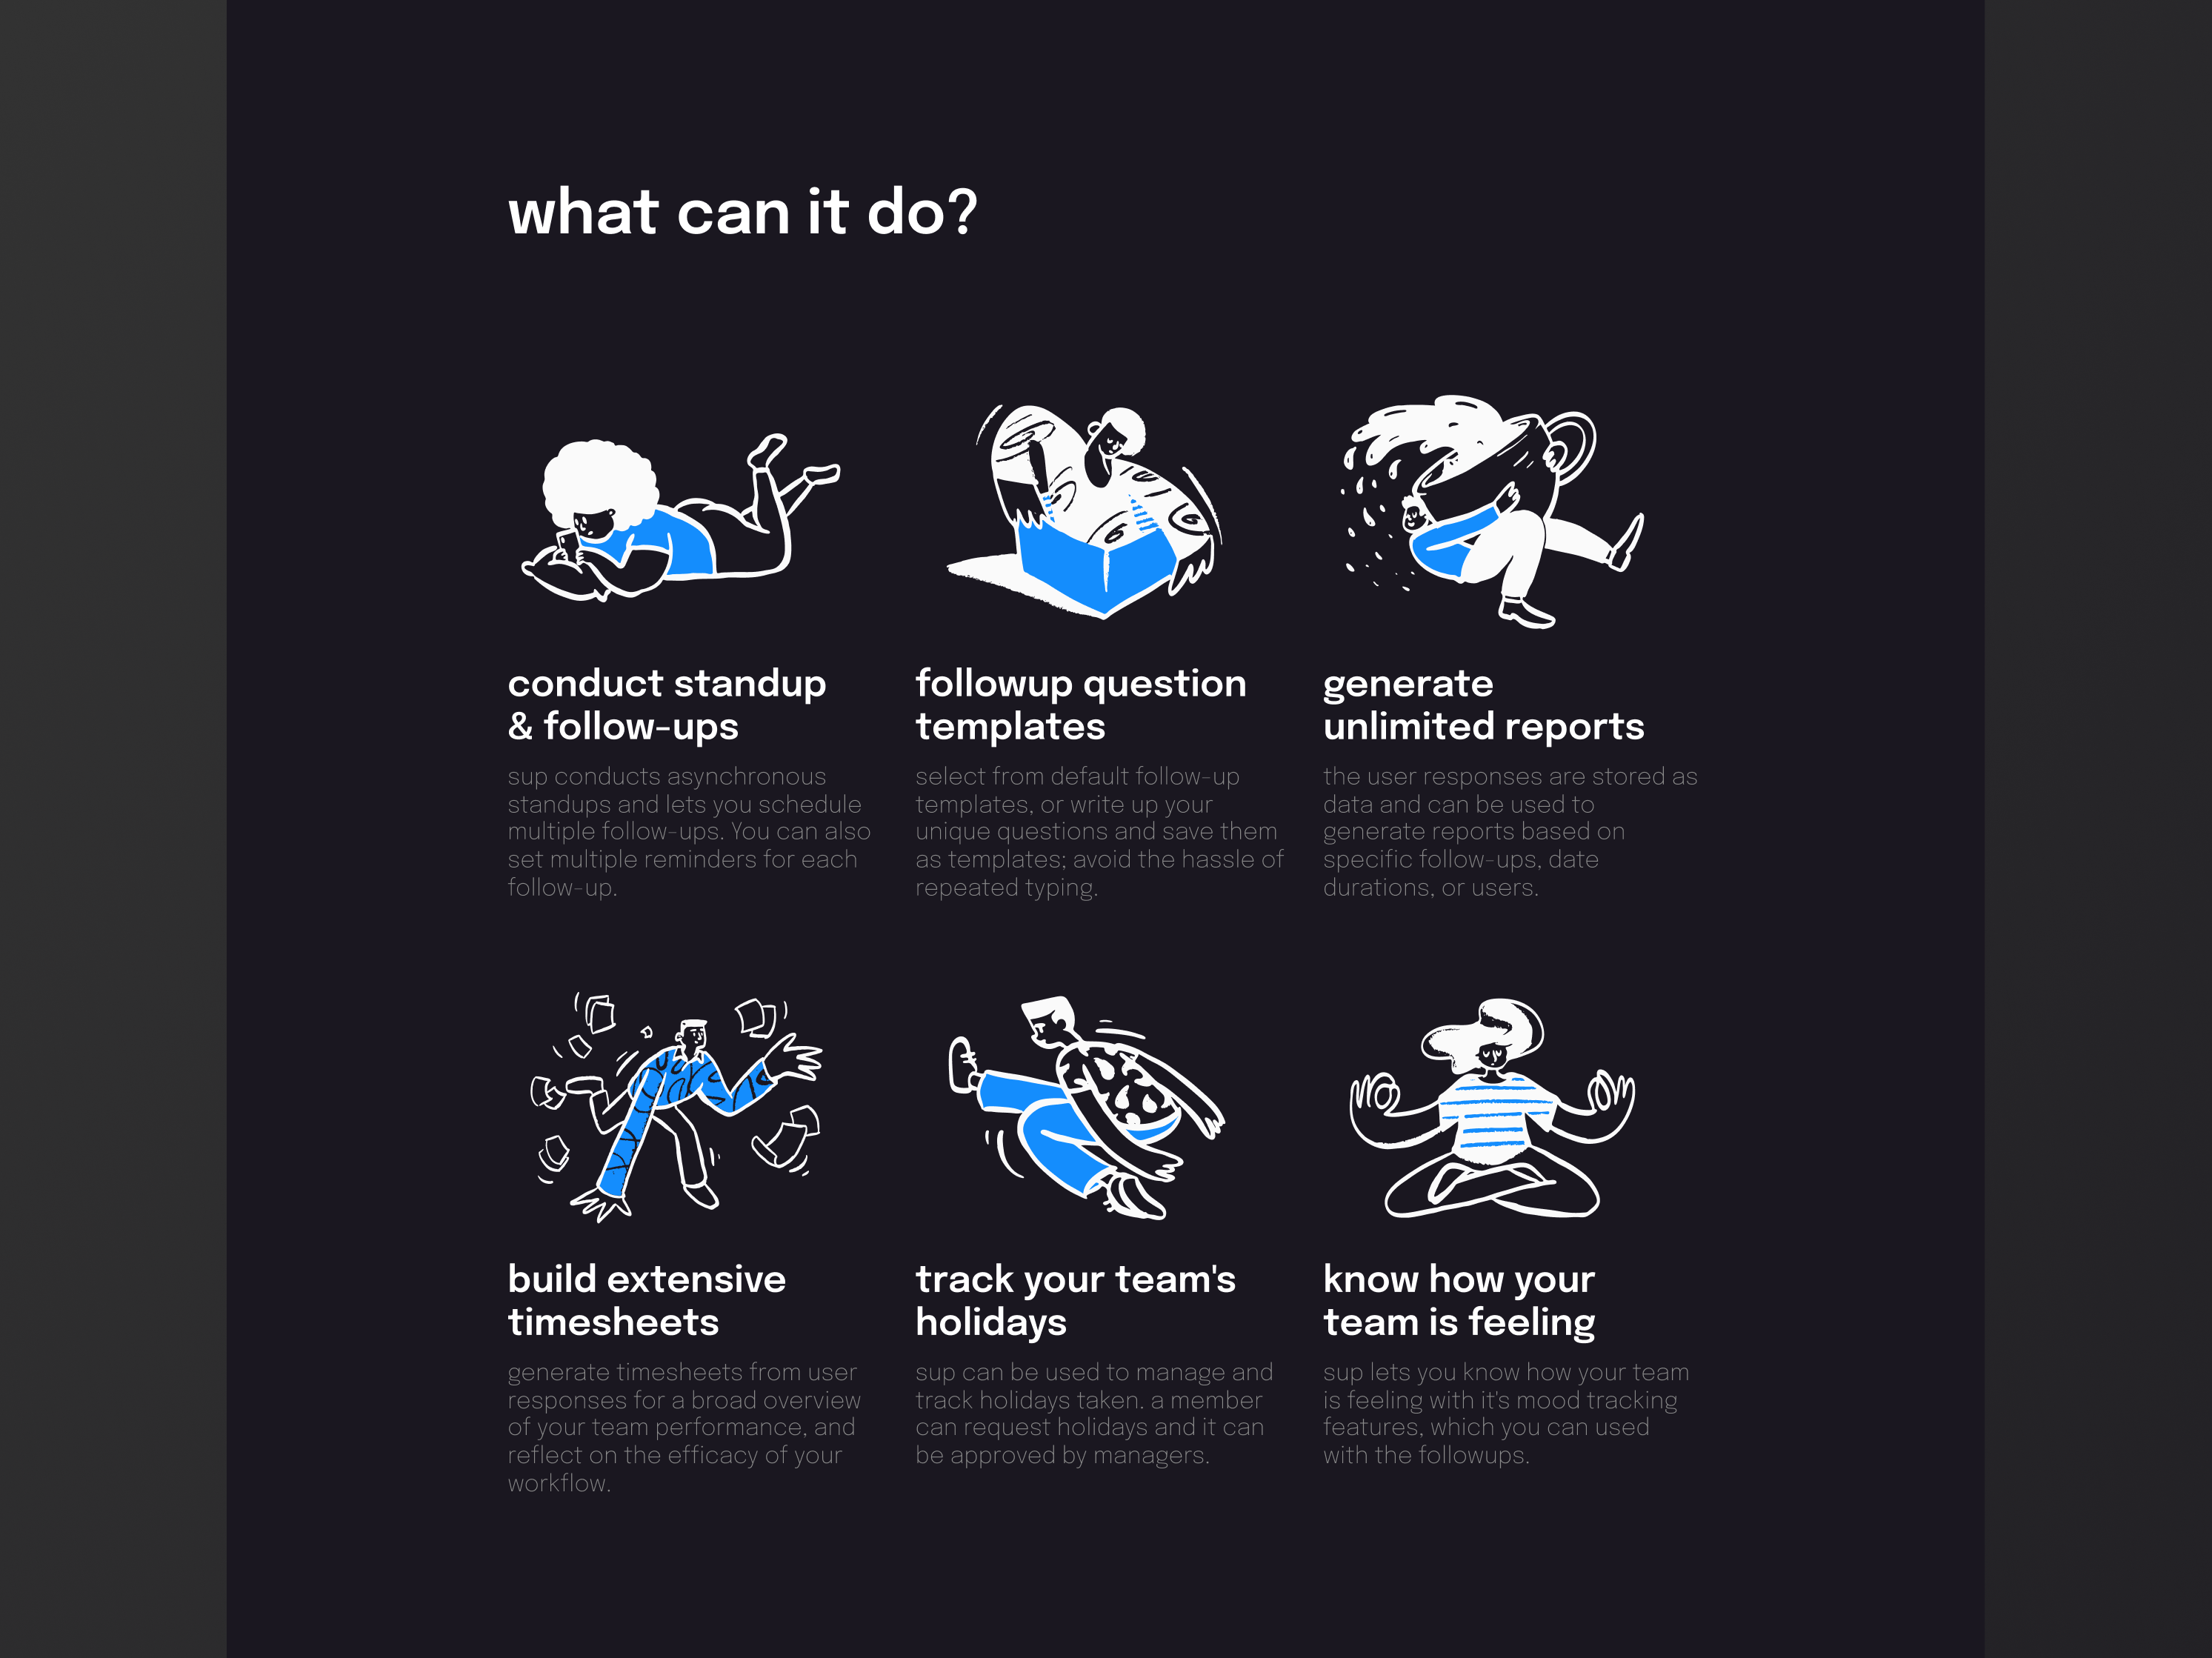 what can it do?
conduct standup
& follow-ups
sup conducts asynchronous
standups and lets you schedule
multiple follow-ups. You can also
set multiple reminders for each
follow-up.
followup question
templates
select from default follow-up
templates, or write up your
unique questions and save them
as templates; avoid the hassle of
repeated typing.
generate
unlimited reports
the user responses are stored as
data and can be used to
generate reports based on
specific follow-ups, date
durations, or users.
build extensive
timesheets
generate timesheets from user
responses for a broad overview
of your team performance, and
reflect on the efficacy of your
workflow.
track your team's
holidays
sup can be used to manage and
track holidays taken. a member
can request holidays and it can
be approved by managers.
know how your
team is feeling
sup lets you know how your team
is feeling with it's mood tracking
features, which you can used
with the followups.